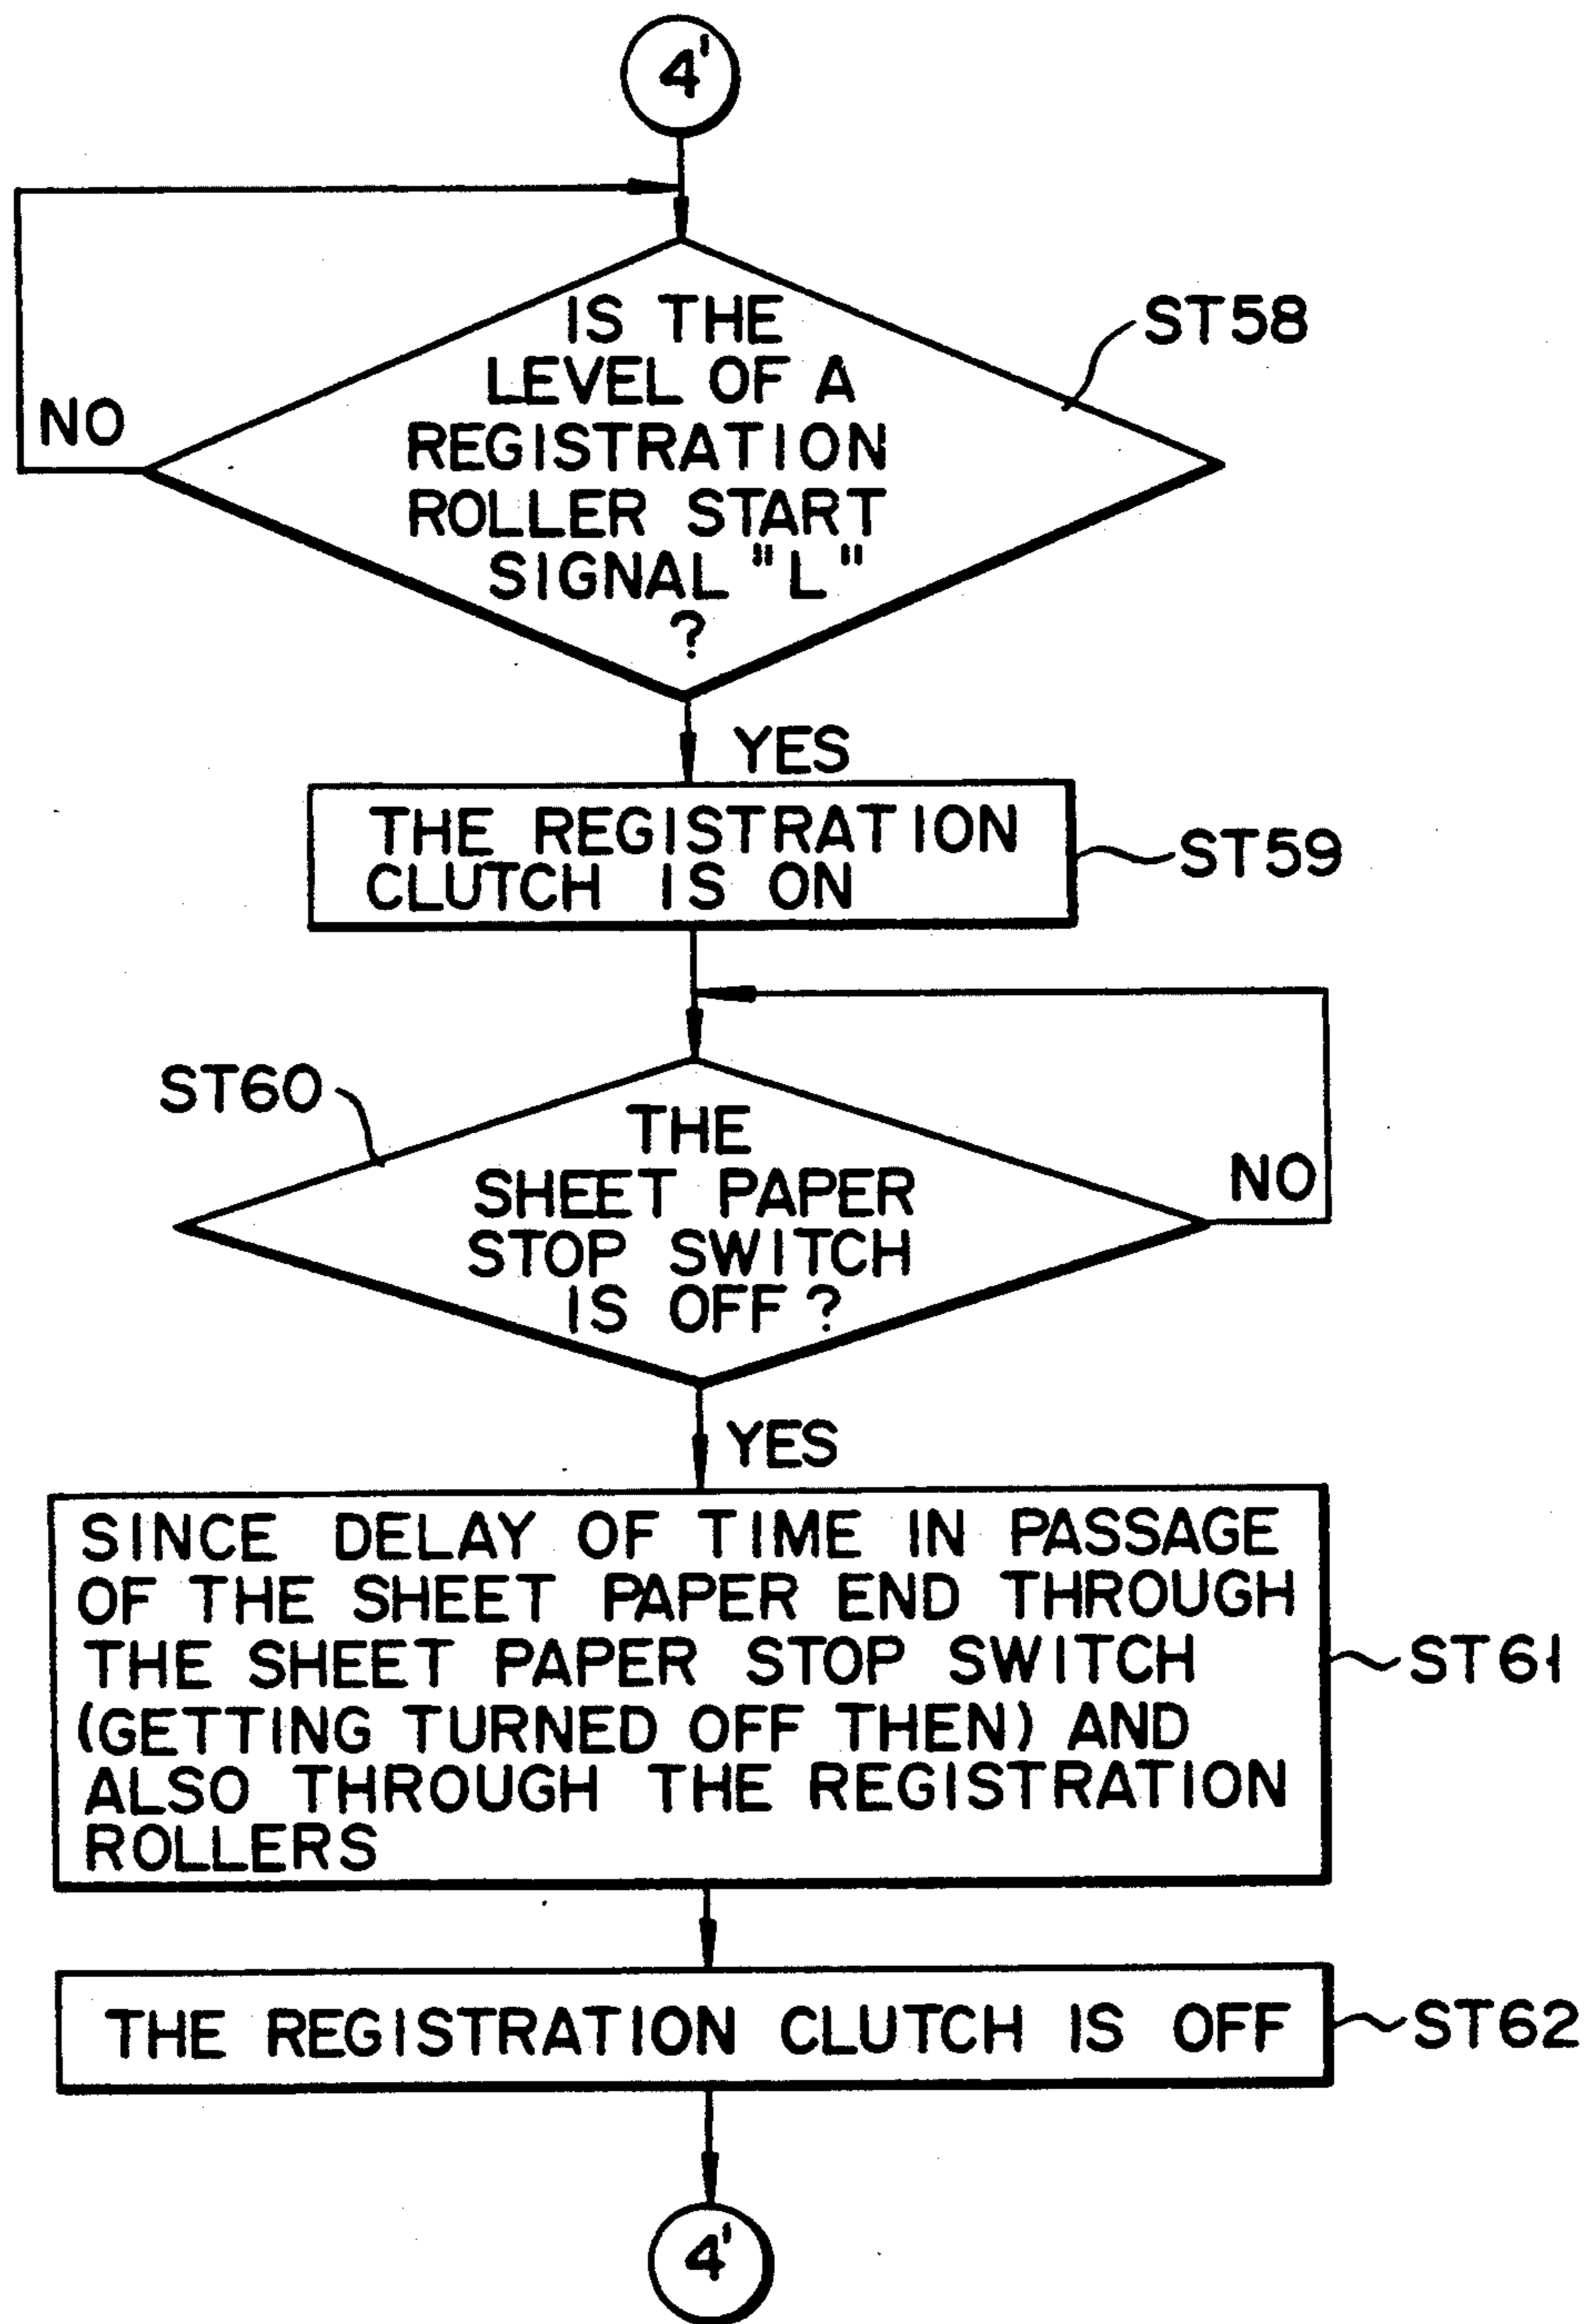 4'
IS THE
LEVEL OF A
REGISTRATION
ROLLER START
SIGNAL "L"
?
ST58
NO
YES
THE REGISTRATION
CLUTCH IS ON
ST59
ST60
THE
SHEET PAPER
STOP SWITCH
IS OFF?
NO
YES
SINCE DELAY OF TIME IN PASSAGE
OF THE SHEET PAPER END THROUGH
THE SHEET PAPER STOP SWITCH
(GETTING TURNED OFF THEN) AND
ALSO THROUGH THE REGISTRATION
ROLLERS
ST61
THE REGISTRATION CLUTCH IS OFF
ST62
4'